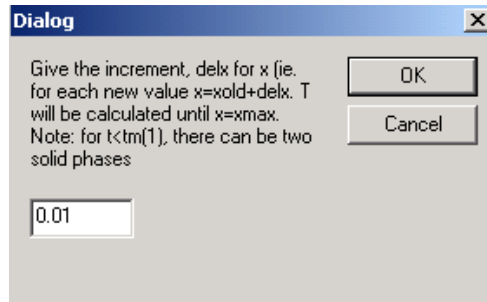 Dialog
Give the increment, delx for x (ie.
for each new value x=xold+delx. T
will be calculated until x=xmax.
Note: for t<tm(1), there can be two
solid phases
OK
Cancel
0.01